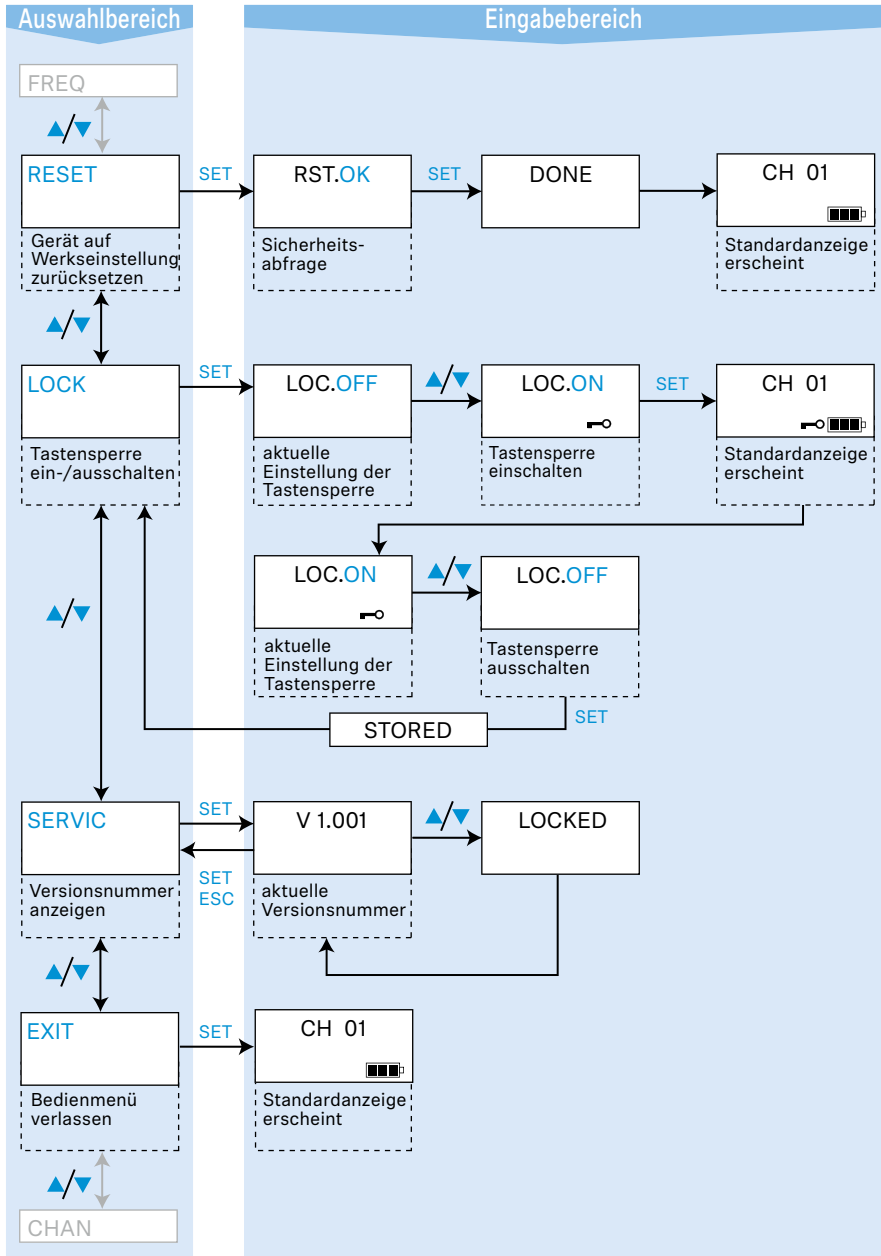 Auswahlbereich
Eingabebereich
FREQ
▲/▼
RESET
SET
RST.OK
SET
DONE
CH 01
Gerät auf
Werkseinstellung
zurücksetzen
Sicherheits-
abfrage
Standardanzeige
erscheint
▲/▼
LOCK
SET
LOC.OFF
▲/▼
LOC.ON
SET
CH 01
Tastensperre
ein-/ausschalten
aktuelle
Einstellung der
Tastensperre
Tastensperre
einschalten
Standardanzeige
erscheint
▲/▼
LOC.ON
▲/▼
LOC.OFF
aktuelle
Einstellung der
Tastensperre
Tastensperre
ausschalten
SET
STORED
SERVIC
SET
V 1.001
▲/▼
LOCKED
SET
ESC
Versionsnummer
anzeigen
aktuelle
Versionsnummer
▲/▼
EXIT
SET
CH 01
Bedienmenü
verlassen
Standardanzeige
erscheint
▲/▼
CHAN